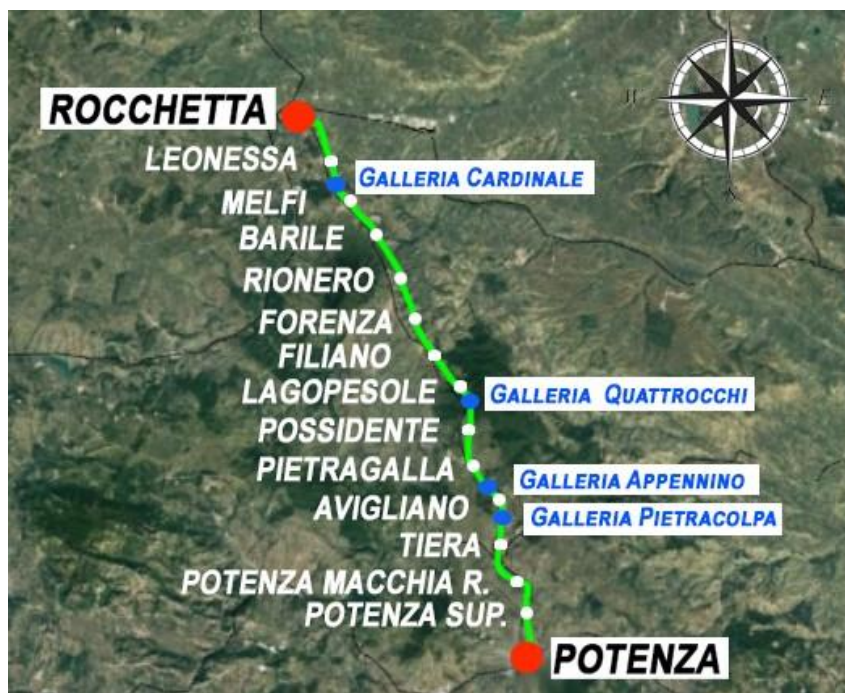 ROCCHETTA
LEONESSA
GALLERIA CARDINALE
MELFI
BARILE
RIONERO
FORENZA
FILIANO
LAGOPESOLE
GALLERIA QUATTROCCHI
POSSIDENTE
PIETRAGALLA
GALLERIA APPENNINO
AVIGLIANO
GALLERIA PIETRACOLPA
TIERA
POTENZA MACCHIA R.
POTENZA SUP.
POTENZA